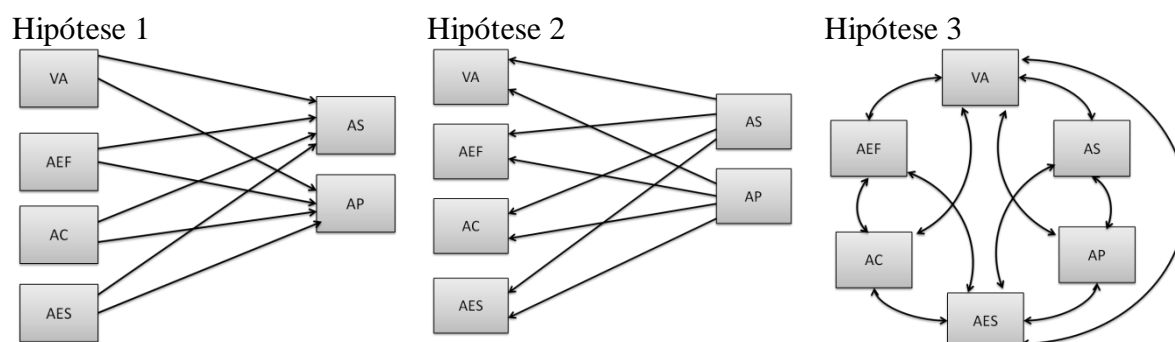 Hipótese 1
VA
AEF
AC
AES
AS
AP
Hipótese 2
VA
AEF
AC
AES
AS
AP
Hipótese 3
VA
AEF
AS
AC
AP
AES